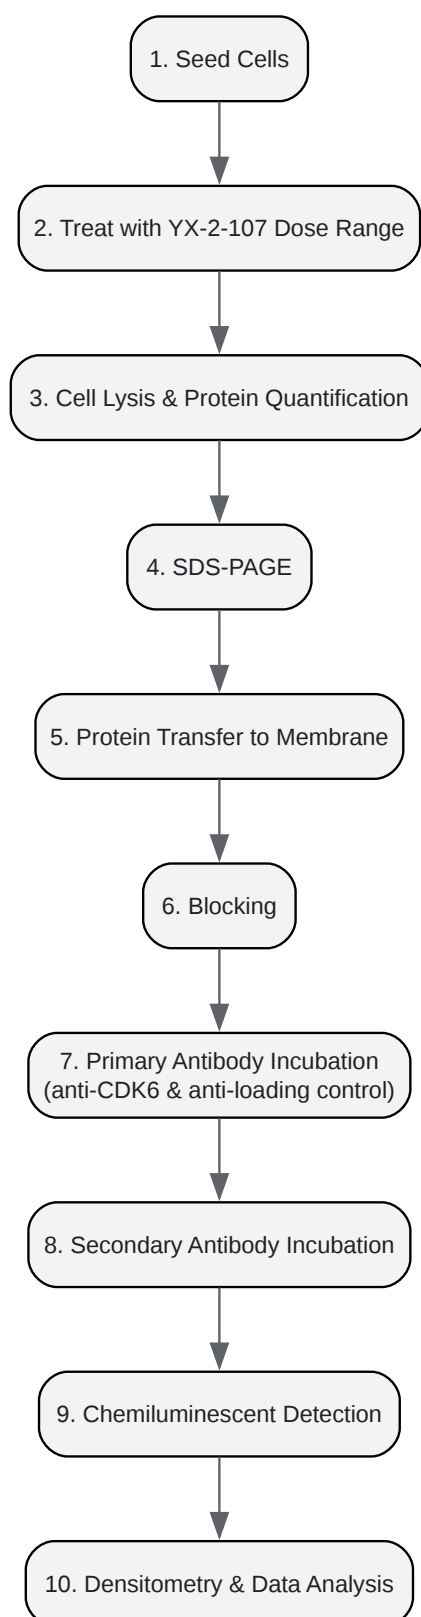 1. Seed Cells
2. Treat with YX-2-107 Dose Range
3. Cell Lysis & Protein Quantification
4. SDS-PAGE
5. Protein Transfer to Membrane
6. Blocking
7. Primary Antibody Incubation
(anti-CDK6 & anti-loading control)
8. Secondary Antibody Incubation
9. Chemiluminescent Detection
10. Densitometry & Data Analysis